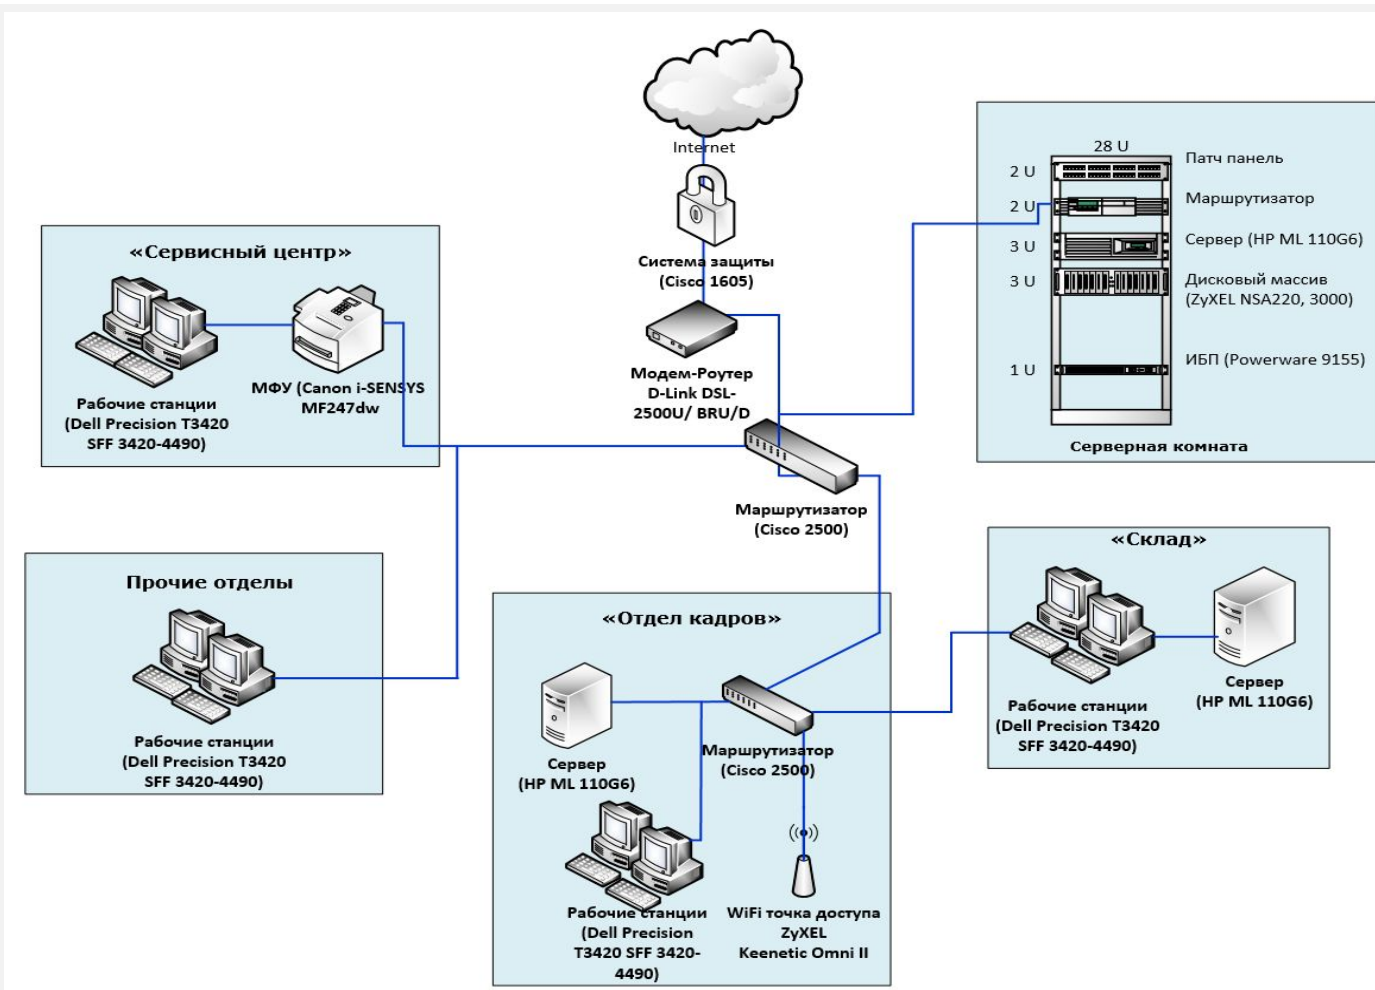 Internet
Система защиты
(Cisco 1605)
Модем-Роутер
D-Link DSL-
2500U/ BRU/D
Маршрутизатор
(Cisco 2500)
28 U
2 U
Патч панель
2 U
Маршрутизатор
3 U
Сервер (HP ML 110G6)
3 U
Дисковый массив
(ZyXEL NSA220, 3000)
1 U
ИБП (Powerware 9155)
Серверная комната
«Сервисный центр»
Рабочие станции
(Dell Precision T3420
SFF 3420-4490)
МФУ (Canon i-SENSYS
MF247dw
Прочие отделы
Рабочие станции
(Dell Precision T3420
SFF 3420-4490)
«Отдел кадров»
Сервер
(HP ML 110G6)
Маршрутизатор
(Cisco 2500)
Рабочие станции
(Dell Precision
T3420 SFF 3420-
4490)
WiFi точка доступа
ZyXEL
Keenetic Omni II
«Склад»
Рабочие станции
(Dell Precision T3420
SFF 3420-4490)
Сервер
(HP ML 110G6)